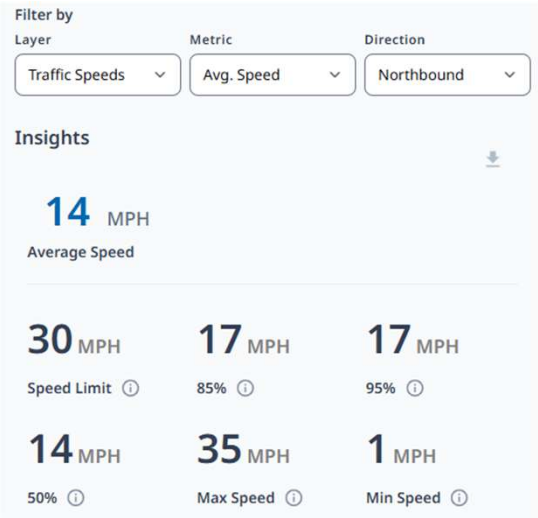 Filter by
Layer Metric Direction
Traffic Speeds Avg. Speed Northbound
Insights
14 MPH
Average Speed
30 MPH 17 MPH 17 MPH
Speed Limit 85% 95%
14 MPH 35 MPH 1 MPH
50% Max Speed Min Speed